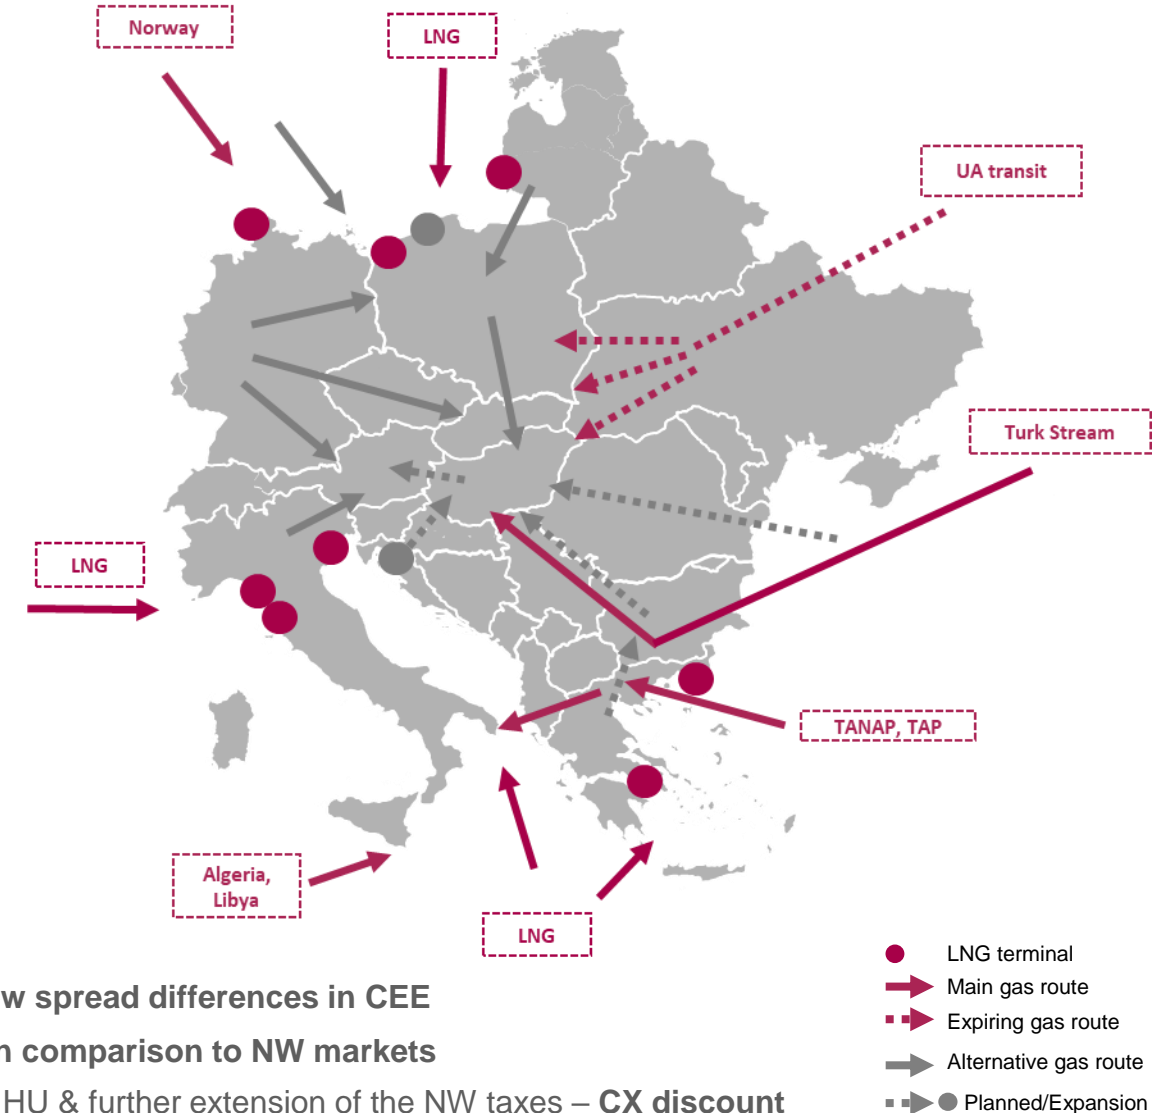 Norway
LNG
UA transit
Turk Stream
LNG
TANAP, TAP
Algeria,
Libya
LNG
LNG terminal
Main gas route
Expiring gas route
Alternative gas route
Planned/Expansion
spread differences in CEE
comparison to NW markets
HU & further extension of the NW taxes – CX discount